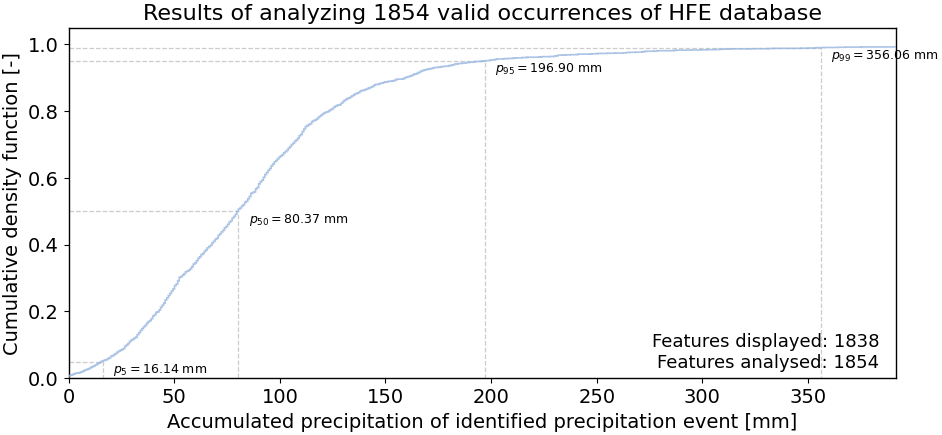 Results of analyzing 1854 valid occurrences of HFE database
Cumulative density function [-]
1.0
0.8
0.6
0.4
0.2
0.0
p99 = 356.06 mm
p95 = 196.90 mm
p50 = 80.37 mm
p5 = 16.14 mm
Features displayed: 1838
Features analysed: 1854
0 50 100 150 200 250 300 350
Accumulated precipitation of identified precipitation event [mm]